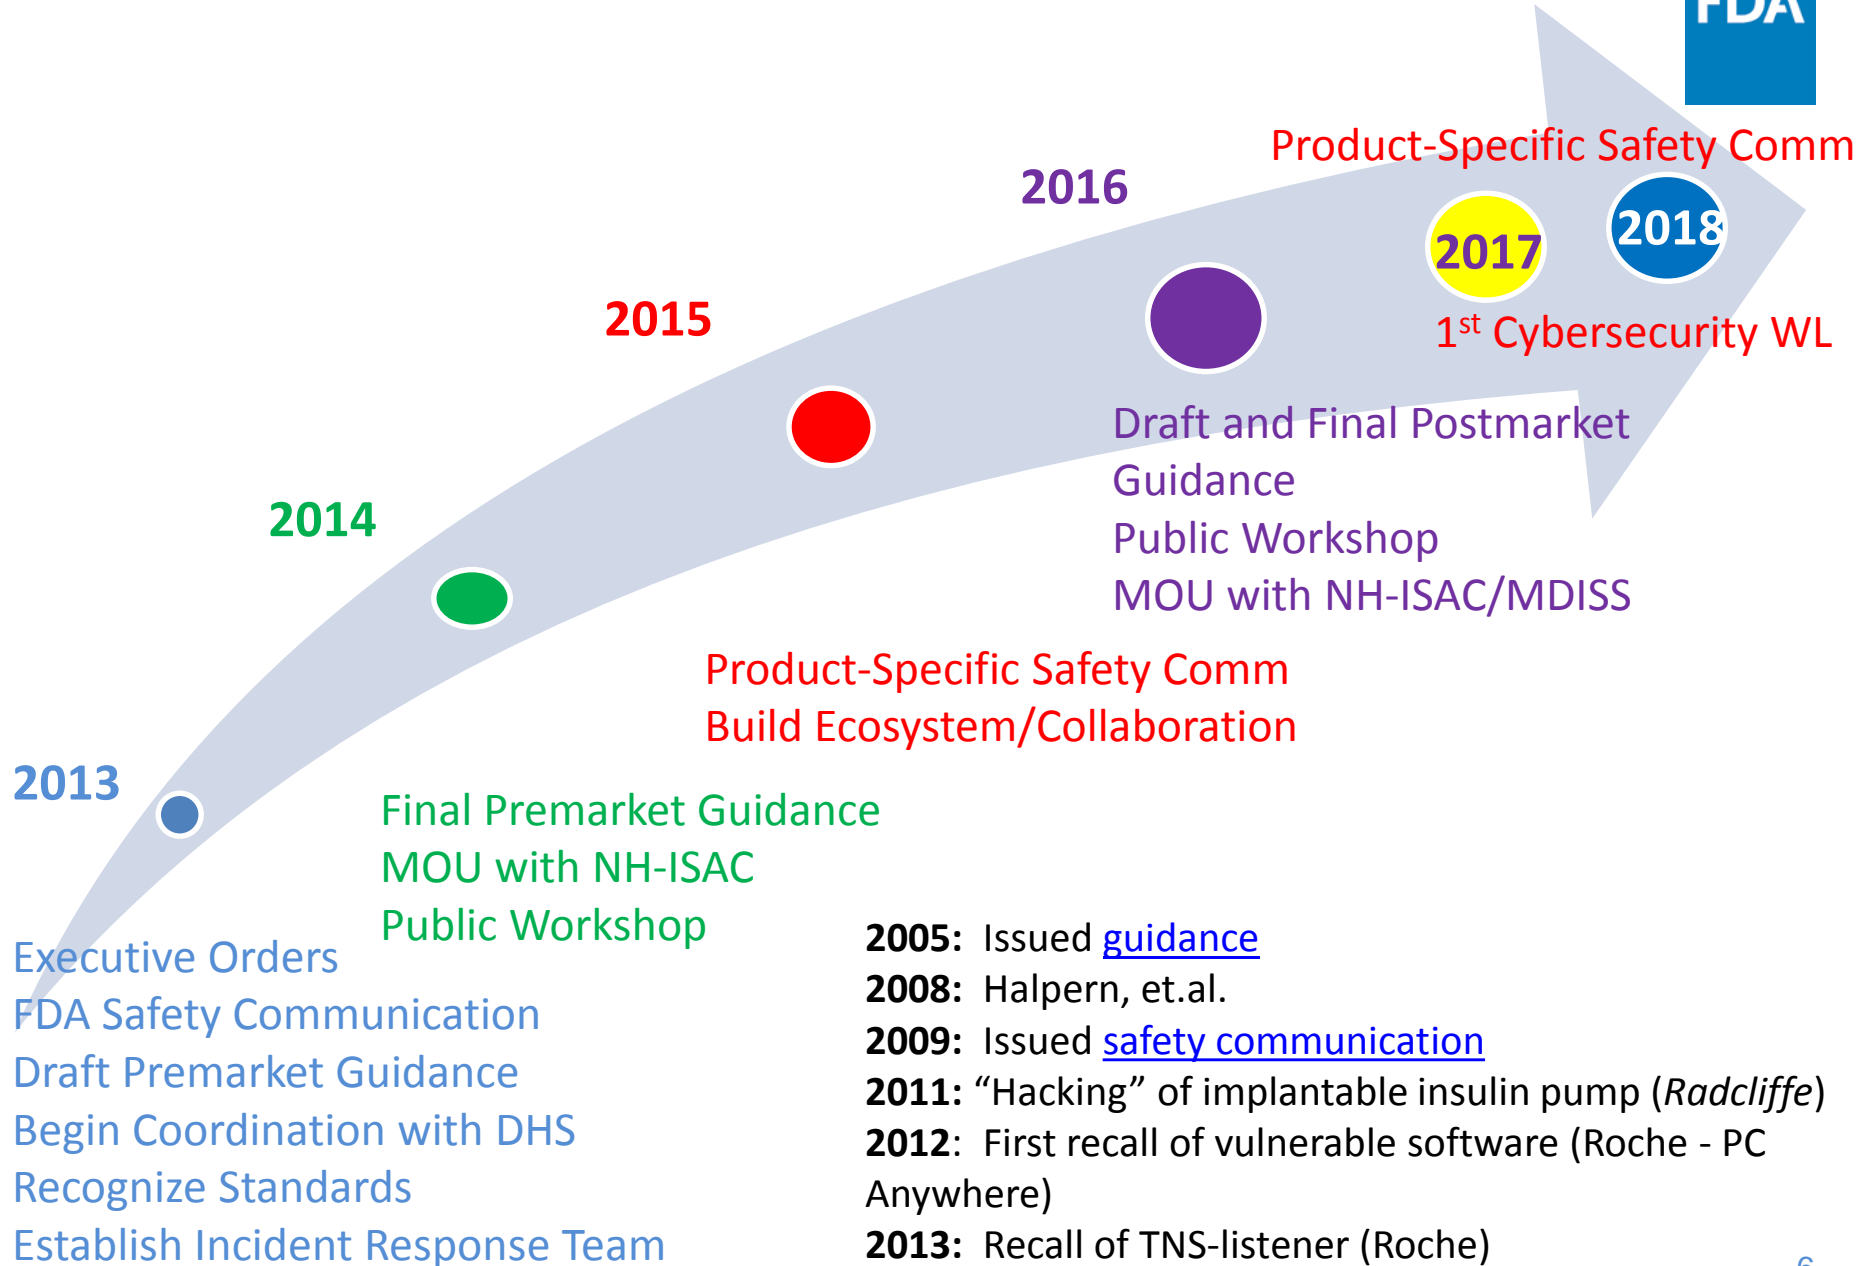 FDA
Product-Specific Safety Comm
2016
2017
2018
1st Cybersecurity WL
2015
Draft and Final Postmarket
Guidance
Public Workshop
MOU with NH-ISAC/MDISS
2014
Product-Specific Safety Comm
Build Ecosystem/Collaboration
2013
Final Premarket Guidance
MOU with NH-ISAC
Public Workshop
Executive Orders
FDA Safety Communication
Draft Premarket Guidance
Begin Coordination with DHS
Recognize Standards
Establish Incident Response Team
2005: Issued guidance
2008: Halpern, et.al.
2009: Issued safety communication
2011: “Hacking” of implantable insulin pump (Radcliffe)
2012: First recall of vulnerable software (Roche - PC
Anywhere)
2013: Recall of TNS-listener (Roche)